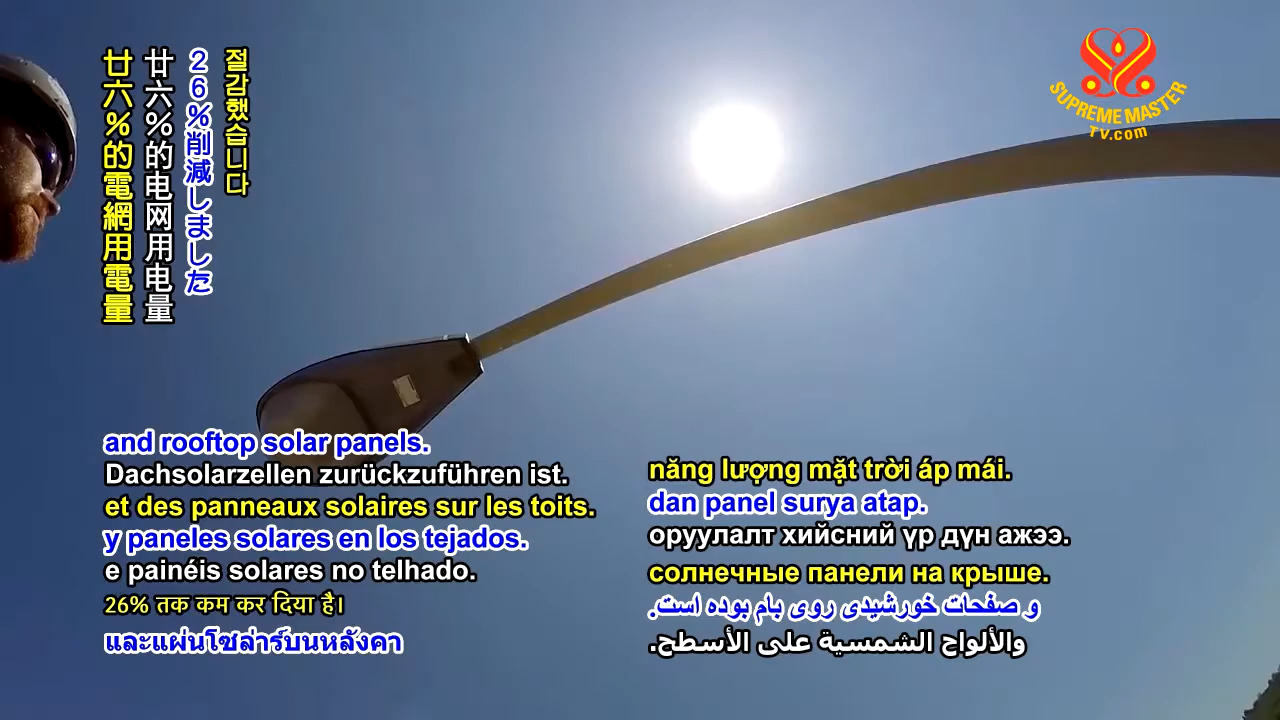 廿六%的電網用電量
廿六%的电网用电量
26%削減しました
절감했습니다
SUPREME MASTER
TV.com
and rooftop solar panels.
Dachsolarzellen zurückzuführen ist.
et des panneaux solaires sur les toits.
y paneles solares en los tejados.
e painéis solares no telhado.
26% तक कम कर दिया है।
และแผ่นโซล่าร์บนหลังคา
năng lượng mặt trời áp mái.
dan panel surya atap.
оруулалт хийсний үр дүн ажээ.
солнечные панели на крыше.
و صفحات خورشیدی روی بام بوده است.
والألواح الشمسية على الأسطح.